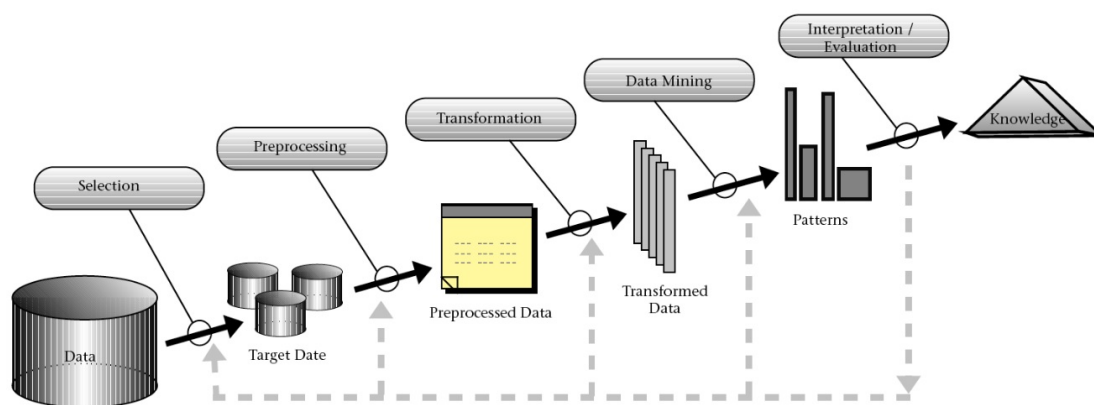 Interpretation /
Evaluation
Data Mining
Transformation
Preprocessing
Selection
Data
Target Date
Preprocessed Data
Transformed
Data
Patterns
Knowledge